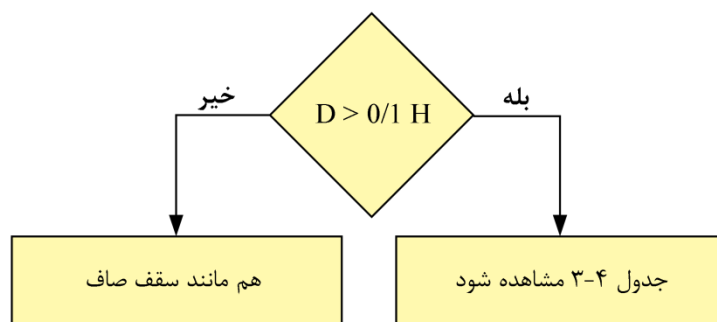 D > 0/1 H
بله
خیر
جدول ۴-۳ مشاهده شود
هم مانند سقف صاف